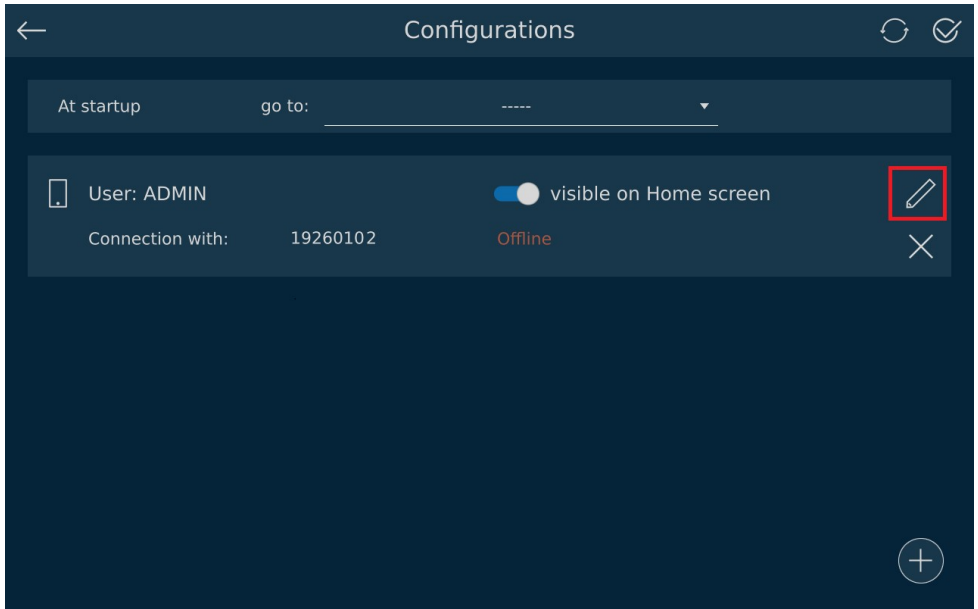 Configurations
At startup go to: -----
User: ADMIN visible on Home screen
Connection with: 19260102 Offline